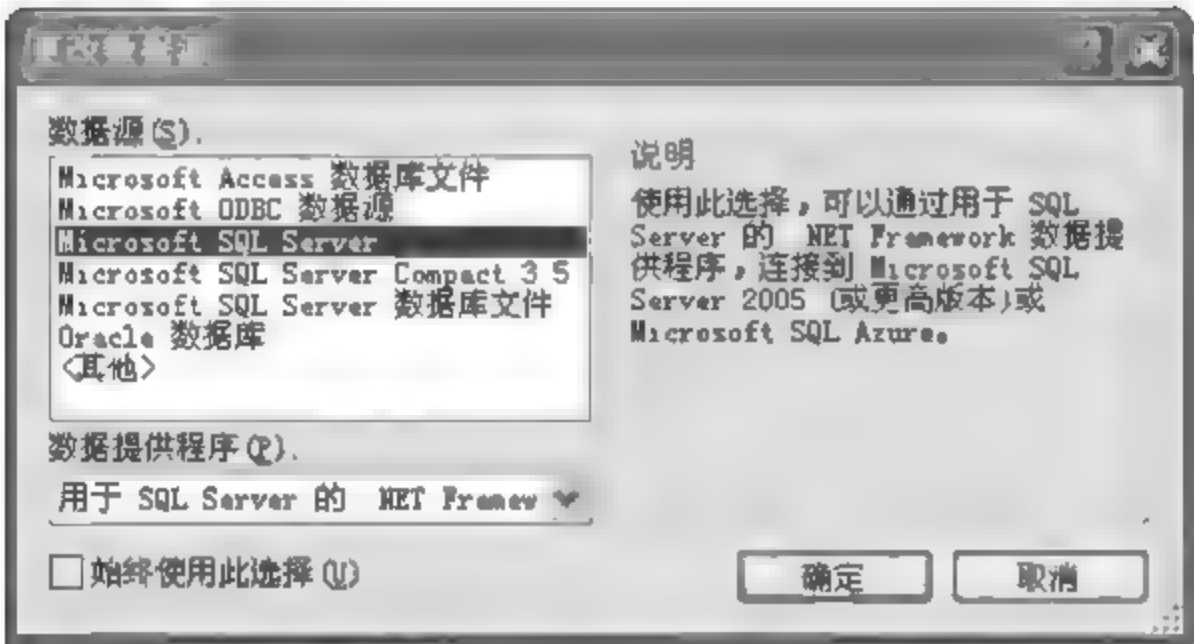 数据源(S).
Microsoft Access 数据库文件
Microsoft ODBC 数据源
Microsoft SQL Server
Microsoft SQL Server Compact 3 5
Microsoft SQL Server 数据库文件
Oracle 数据库
<其他>
数据提供程序(P).
用于 SQL Server 的 NET Framew
始终使用此选择(U)
说明
使用此选择，可以通过用于 SQL
Server 的 NET Framework 数据提
供程序，连接到 Microsoft SQL
Server 2005 (或更高版本)或
Microsoft SQL Azure。
确定
取消